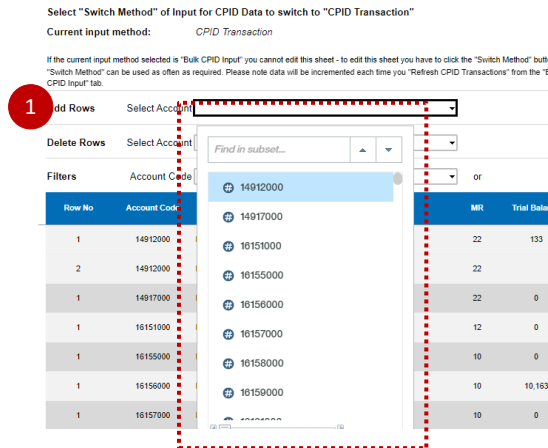 Select "Switch Method" of Input for CPID Data to switch to "CPID Transaction"
Current input method: CPID Transaction
If the current input method selected is "Bulk CPID Input" you cannot edit this sheet - to edit this sheet you have to click the "Switch Method"
"Switch Method" can be used as often as required. Please note data will be incremented each time you "Refresh CPID Transactions" from the
CPID Input" tab.
1
Rows Select Account
Delete Rows Select Account
Find in subset...
Filters Account Code or
Row No Account Code MR Trial
14912000
14917000
16151000
16155000
16156000
16157000
16158000
16159000
1 14912000 22 133
2 14912000 22
1 14917000 22 0
1 16151000 12 0
1 16155000 10 0
1 16156000 10 10,163
1 16157000 10 0